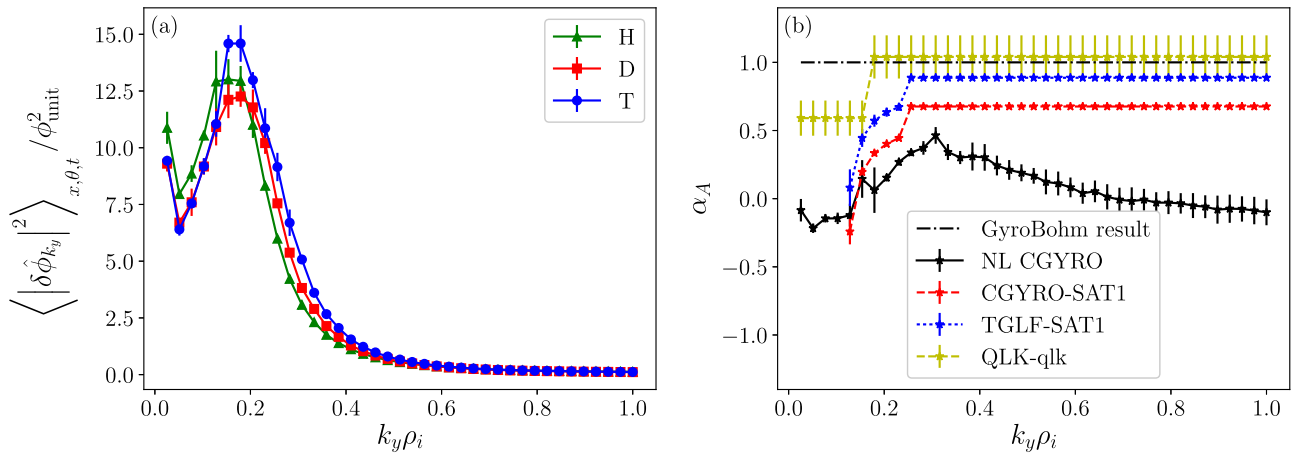 (a)
H
D
T
15.0
12.5
10.0
7.5
5.0
2.5
0.0
0.0 0.2 0.4 0.6 0.8 1.0
k_yρ_i
⟨|δ\hat{ϕ}_{k_y}|^2⟩_{x,θ,t} /ϕ^2_{unit}
(b)
1.0
0.5
0.0
−0.5
−1.0
α_A
GyroBohm result
NL CGYRO
CGYRO-SAT1
TGLF-SAT1
QLK-qlk
0.0 0.2 0.4 0.6 0.8 1.0
k_yρ_i